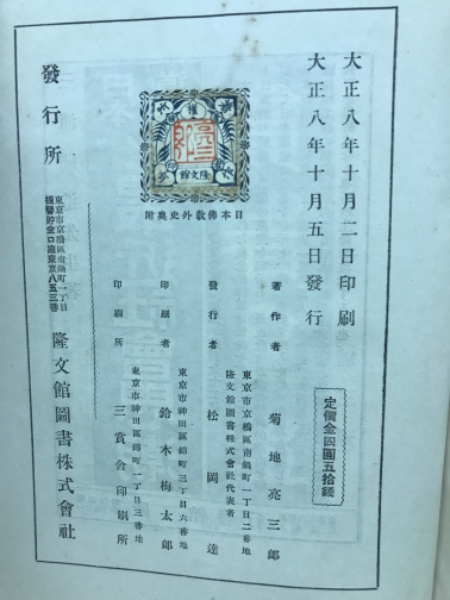 大正八年十月二日印刷
大正八年十月五日發行
定價金四圓五拾錢
日本佛敎外史奥附
隆文館
著作者 菊地亮三郎
東京市京橋區南鍋町一丁目二番地
隆文館圖書株式會社代表者
發行者 松岡達
東京市神田區錦町三丁目六番地
印刷者 鈴木梅太郎
東京市神田區錦町一丁目三番地
印刷所 三賞舍印刷所
發行所
東京市京橋區南鍋町一丁目
振替貯金口座東京八五三番
隆文館圖書株式會社